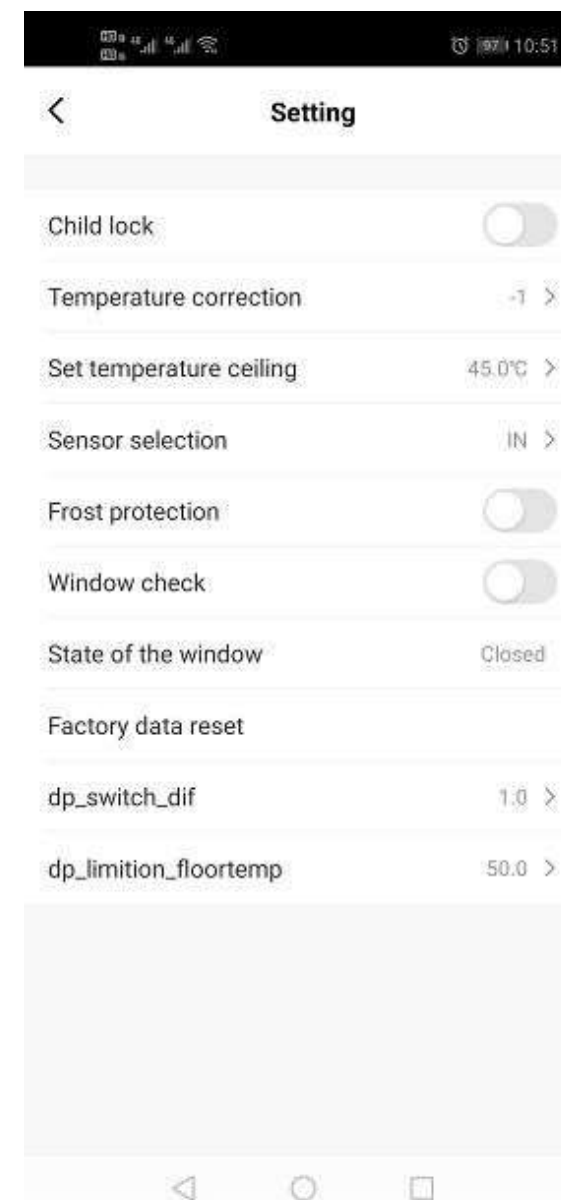 97 10:51
Setting
Child lock
Temperature correction -1 >
Set temperature ceiling 45.0℃ >
Sensor selection IN >
Frost protection
Window check
State of the window Closed
Factory data reset
dp_switch_dif 1.0 >
dp_limition_floortemp 50.0 >